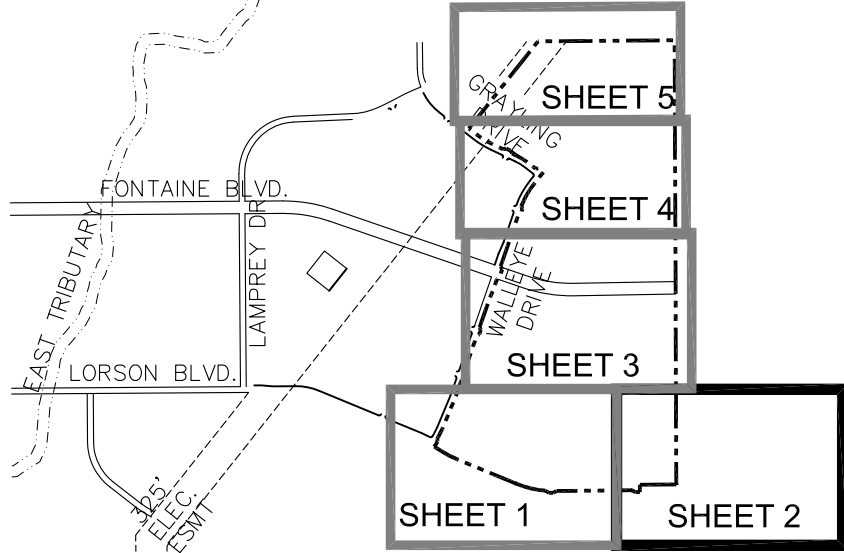 GRAYLING
DRIVE
SHEET 5
FONTAINE BLVD.
SHEET 4
EAST TRIBUTARY
LAMPREY DR
WALLEYE
DRIVE
SHEET 3
LORSON BLVD.
325'
ELEC.
ESMT
SHEET 1
SHEET 2